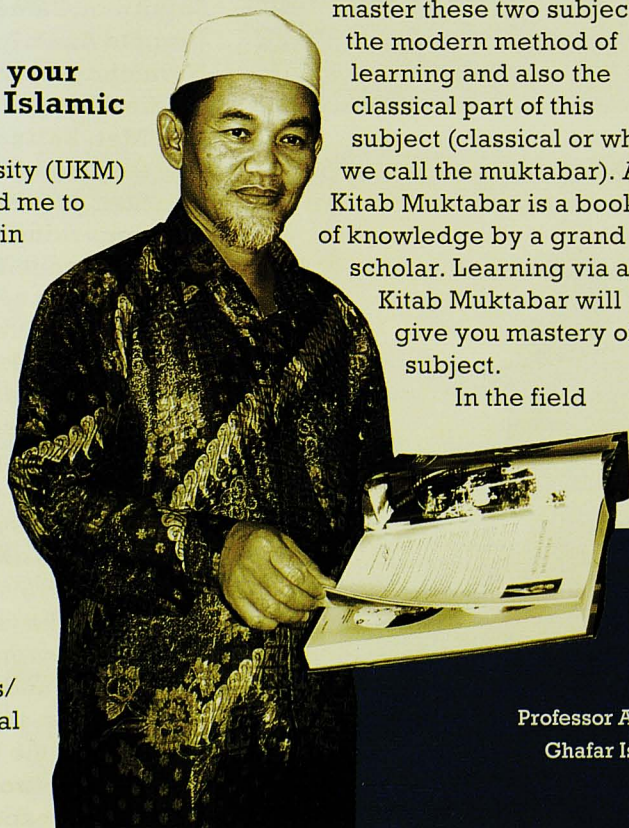 your
Islamic
sity (UKM)
d me to
in
s/
al
master these two subjec
the modern method of
learning and also the
classical part of this
subject (classical or wh
we call the muktabar). A
Kitab Muktabar is a book
of knowledge by a grand
scholar. Learning via a
Kitab Muktabar will
give you mastery o
subject.
In the field
Professor A
Ghafar Is